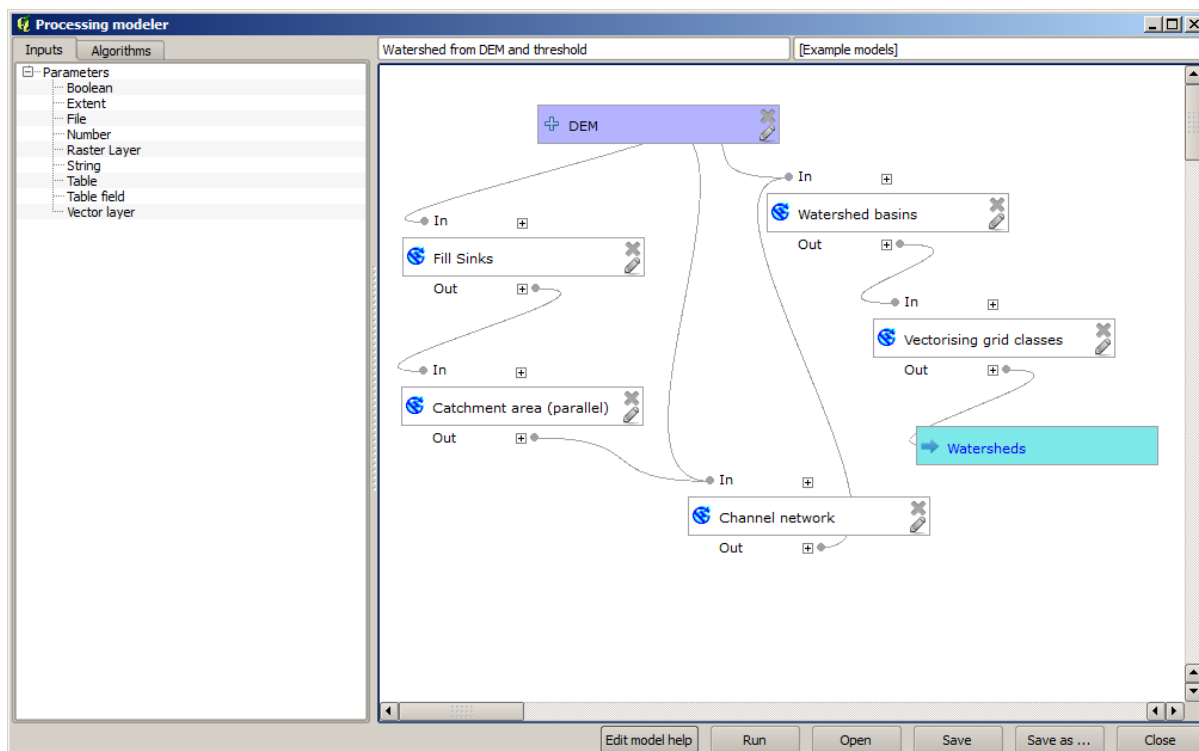 Processing modeler
Inputs
Algorithms
Watershed from DEM and threshold
[Example models]
Parameters
Boolean
Extent
File
Number
Raster Layer
String
Table
Table field
Vector layer
DEM
In
Watershed basins
Out
In
Fill Sinks
Out
In
Vectorising grid classes
Out
In
Catchment area (parallel)
Out
Watersheds
In
Channel network
Out
Edit model help
Run
Open
Save
Save as ...
Close